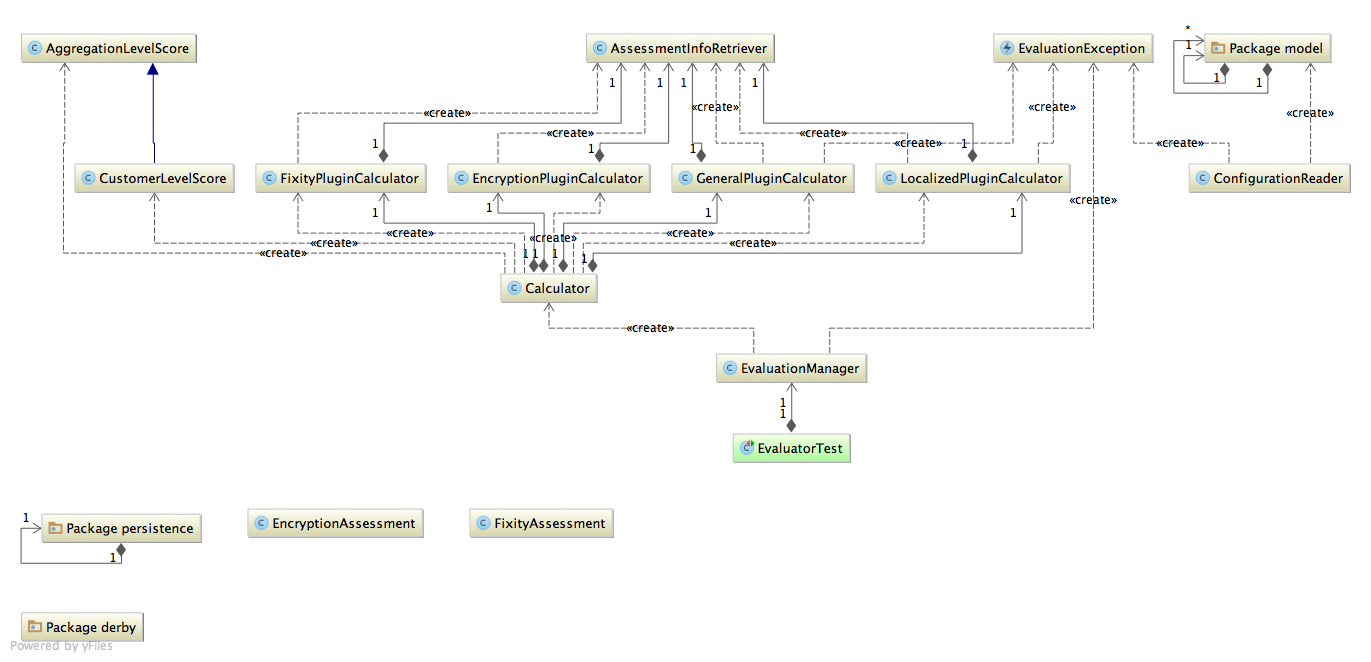 *
AggregationLevelScore
AssessmentInfoRetriever
EvaluationException
1
Package model
1
1
1
1
1
1
1
«create»
«create»
«create»
«create»
1
«create»
«create»
1
«create»
1
«create»
1
CustomerLevelScore
FixityPluginCalculator
EncryptionPluginCalculator
GeneralPluginCalculator
LocalizedPluginCalculator
ConfigurationReader
«create»
1
1
1
1
«create»
«create»
«create»
«create»
«create»
«create»
1
1
1
1
Calculator
«create»
EvaluationManager
1
1
EvaluatorTest
1
Package persistence
EncryptionAssessment
FixityAssessment
1
Package derby
Powered by yFiles